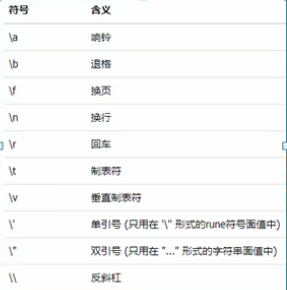 符号 含义
\a 响铃
\b 退格
\f 换页
\n 换行
\r 回车
\t 制表符
\v 垂直制表符
\' 单引号 (只用在 '\'' 形式的rune符号面值中)
\" 双引号 (只用在 "..." 形式的字符串面值中)
\\ 反斜杠